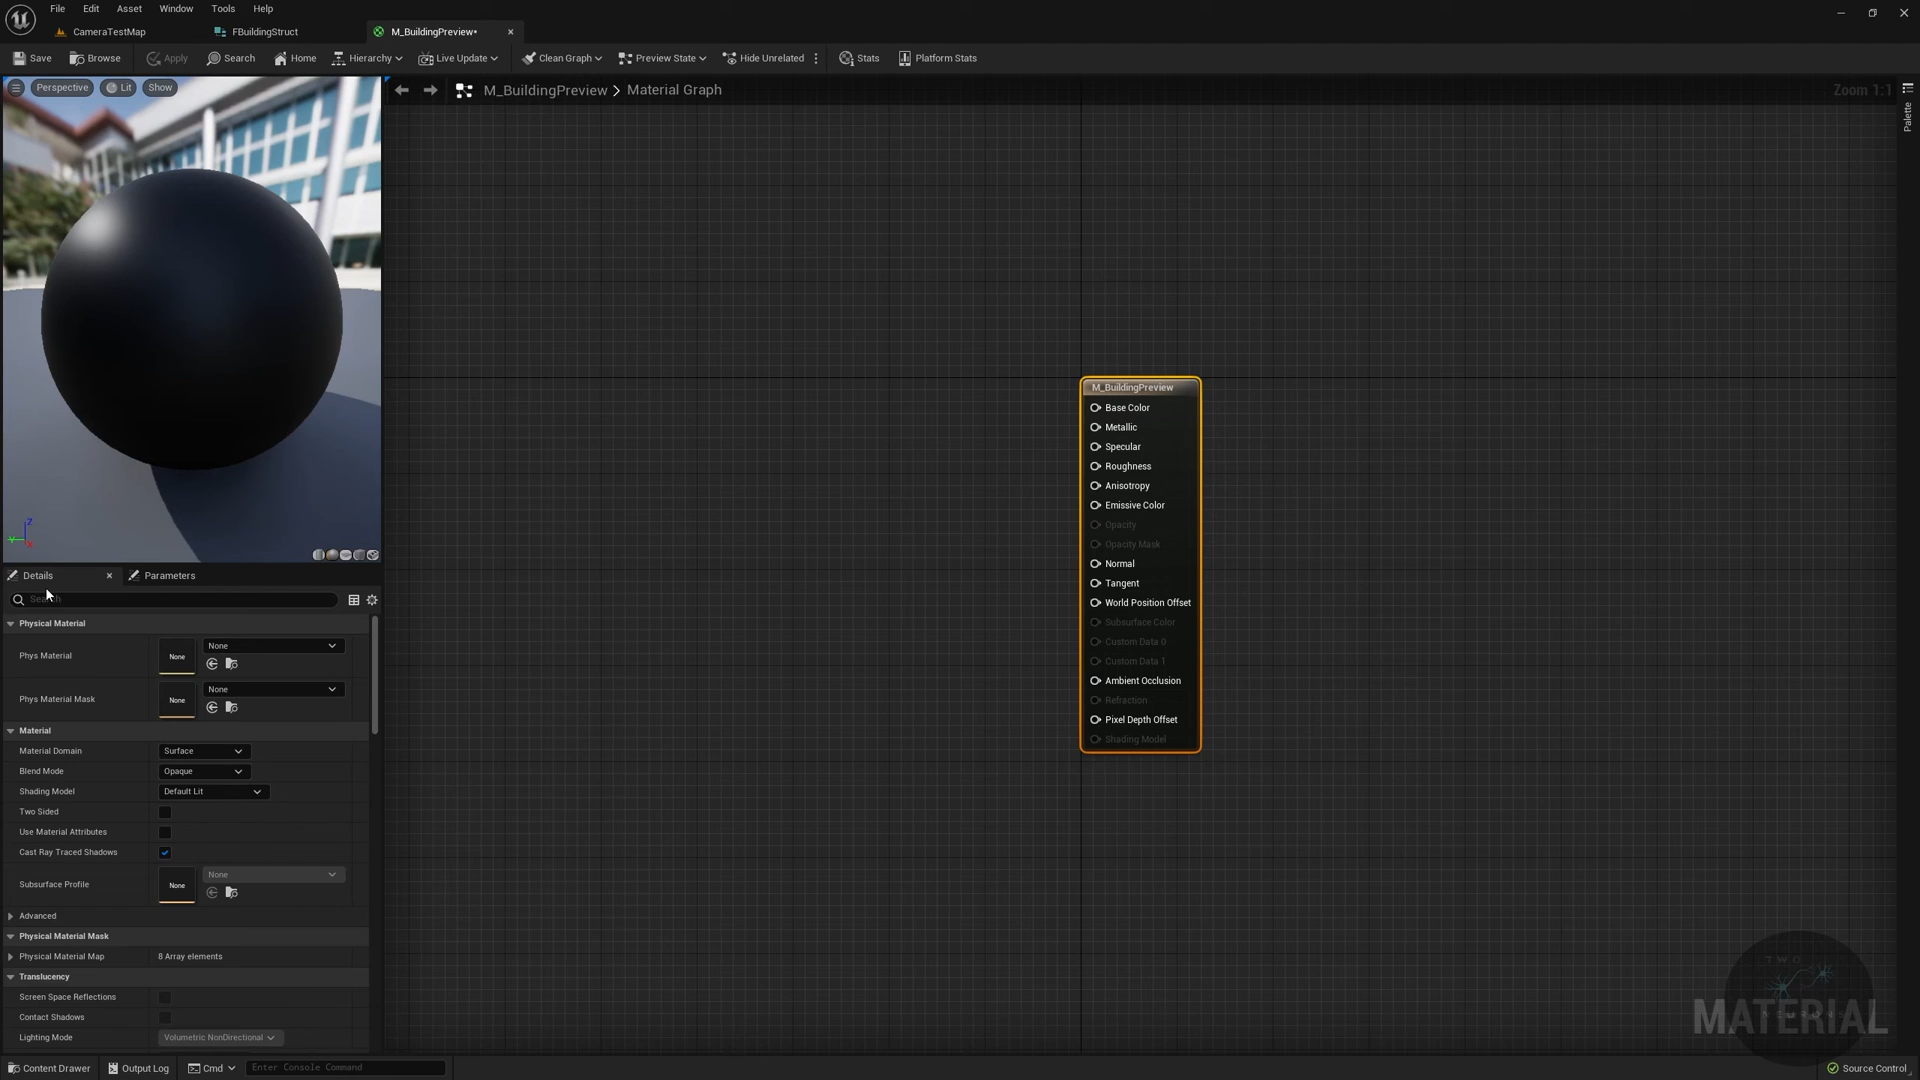 File Edit Asset Window Tools Help
CameraTestMap FBuildingStruct M_BuildingPreview•
Save Browse Apply Search Home Hierarchy Live Update Clean Graph Preview State Hide Unrelated Stats Platform Stats
Perspective Lit Show
M_BuildingPreview > Material Graph
Zoom 1:1
Palette
M_BuildingPreview
Base Color
Metallic
Specular
Roughness
Anisotropy
Emissive Color
Opacity
Opacity Mask
Normal
Tangent
World Position Offset
Subsurface Color
Custom Data 0
Custom Data 1
Ambient Occlusion
Refraction
Pixel Depth Offset
Shading Model
Z
Y
X
Details Parameters
Search
Physical Material
Phys Material None None
Phys Material Mask None None
Material
Material Domain Surface
Blend Mode Opaque
Shading Model Default Lit
Two Sided
Use Material Attributes
Cast Ray Traced Shadows
Subsurface Profile None None
Advanced
Physical Material Mask
Physical Material Map 8 Array elements
Translucency
Screen Space Reflections
Contact Shadows
Lighting Mode Volumetric NonDirectional
TWO
NEURONS
MATERIAL
Content Drawer Output Log Cmd Enter Console Command Source Control